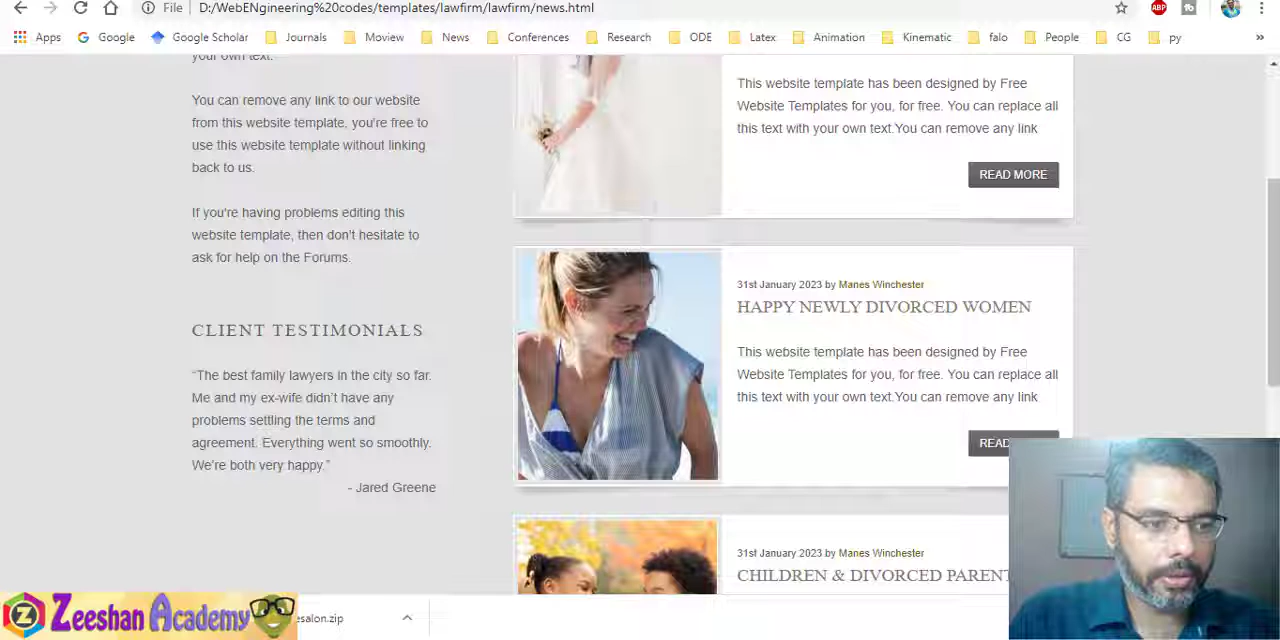 File
D:/WebENgineering%20codes/templates/lawfirm/lawfirm/news.html
ABP
Apps
Google
Google Scholar
Journals
Moview
News
Conferences
Research
ODE
Latex
Animation
Kinematic
falo
People
CG
py
»
your own text.
You can remove any link to our website
from this website template, you're free to
use this website template without linking
back to us.
If you're having problems editing this
website template, then don't hesitate to
ask for help on the Forums.
CLIENT TESTIMONIALS
“The best family lawyers in the city so far.
Me and my ex-wife didn’t have any
problems settling the terms and
agreement. Everything went so smoothly.
We’re both very happy.”
- Jared Greene
This website template has been designed by Free
Website Templates for you, for free. You can replace all
this text with your own text.You can remove any link
READ MORE
31st January 2023 by Manes Winchester
HAPPY NEWLY DIVORCED WOMEN
This website template has been designed by Free
Website Templates for you, for free. You can replace all
this text with your own text.You can remove any link
READ
31st January 2023 by Manes Winchester
CHILDREN & DIVORCED PARENT
Z Zeeshan Academy
esalon.zip